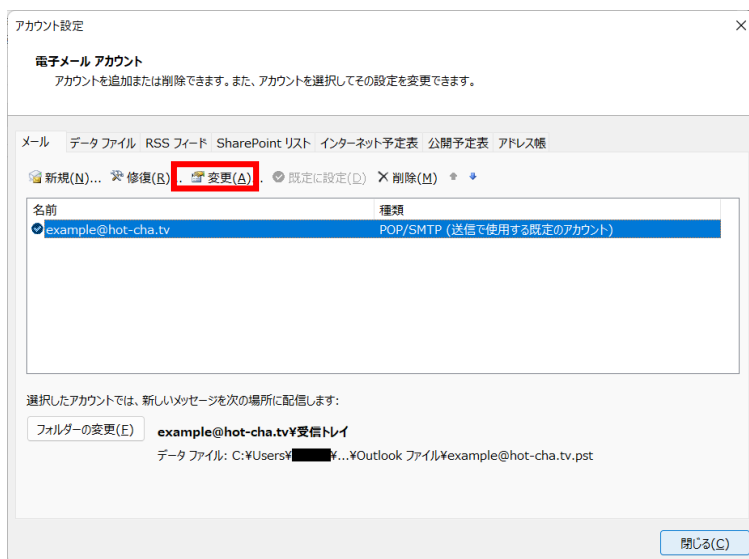 アカウント設定
電子メール アカウント
アカウントを追加または削除できます。また、アカウントを選択してその設定を変更できます。
メール データ ファイル RSS フィード SharePoint リスト インターネット予定表 公開予定表 アドレス帳
新規(N)... 修復(R)... 変更(A)... 既定に設定(D) 削除(M)
名前 種類
example@hot-cha.tv POP/SMTP (送信で使用する既定のアカウント)
選択したアカウントでは、新しいメッセージを次の場所に配信します:
フォルダーの変更(F) example@hot-cha.tv¥受信トレイ
データ ファイル: C:¥Users¥ ¥...¥Outlook ファイル¥example@hot-cha.tv.pst
閉じる(C)